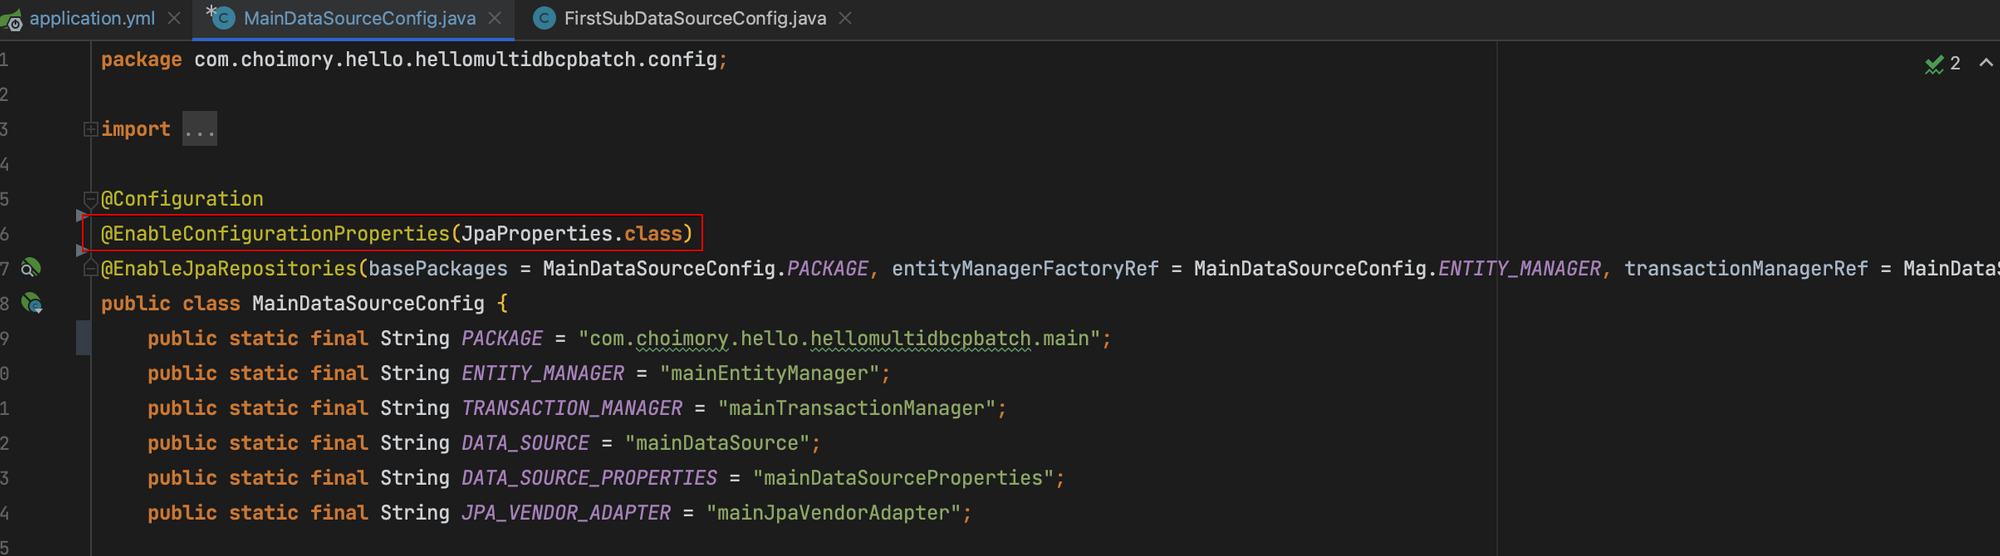 application.yml MainDataSourceConfig.java FirstSubDataSourceConfig.java
1 package com.choimory.hello.hellomultidbcpbatch.config; 2
2
3 import ...
4
5 @Configuration
6 @EnableConfigurationProperties(JpaProperties.class)
7 @EnableJpaRepositories(basePackages = MainDataSourceConfig.PACKAGE, entityManagerFactoryRef = MainDataSourceConfig.ENTITY_MANAGER, transactionManagerRef = MainDataS
8 public class MainDataSourceConfig {
9 public static final String PACKAGE = "com.choimory.hello.hellomultidbcpbatch.main";
0 public static final String ENTITY_MANAGER = "mainEntityManager";
1 public static final String TRANSACTION_MANAGER = "mainTransactionManager";
2 public static final String DATA_SOURCE = "mainDataSource";
3 public static final String DATA_SOURCE_PROPERTIES = "mainDataSourceProperties";
4 public static final String JPA_VENDOR_ADAPTER = "mainJpaVendorAdapter";
5